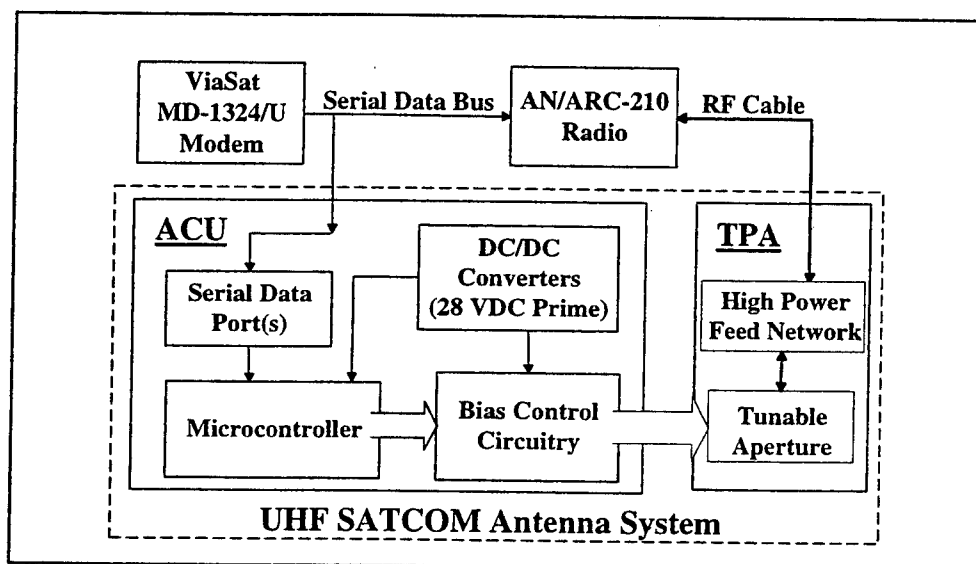 ViaSat
MD-1324/U
Modem
Serial Data Bus
AN/ARC-210
Radio
RF Cable
ACU
TPA
DC/DC
Converters
(28 VDC Prime)
Serial Data
Port(s)
High Power
Feed Network
Microcontroller
Bias Control
Circuitry
Tunable
Aperture
UHF SATCOM Antenna System